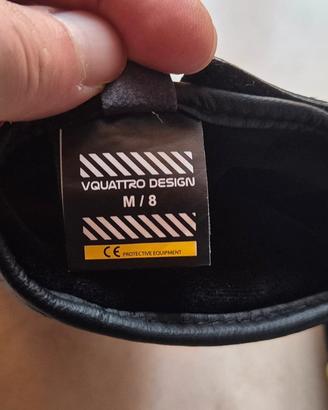 VQUATTRO DESIGN
M / 8
CE PROTECTIVE EQUIPMENT